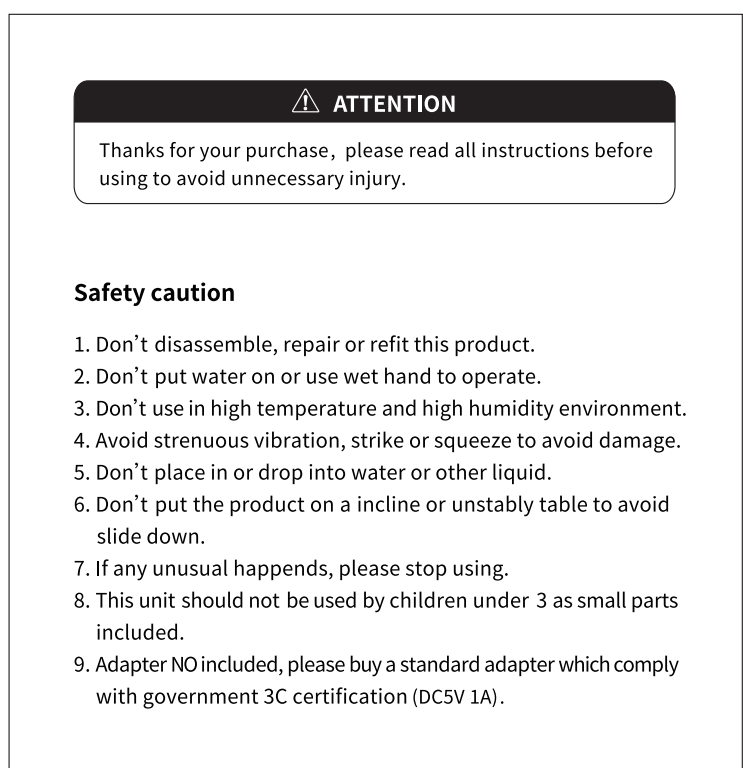 ATTENTION
Thanks for your purchase, please read all instructions before
using to avoid unnecessary injury.
Safety caution
1. Don't disassemble, repair or refit this product.
2. Don't put water on or use wet hand to operate.
3. Don't use in high temperature and high humidity environment.
4. Avoid strenuous vibration, strike or squeeze to avoid damage.
5. Don't place in or drop into water or other liquid.
6. Don't put the product on a incline or unstably table to avoid
slide down.
7. If any unusual happends, please stop using.
8. This unit should not be used by children under 3 as small parts
included.
9. Adapter NO included, please buy a standard adapter which comply
with government 3C certification (DC5V 1A).